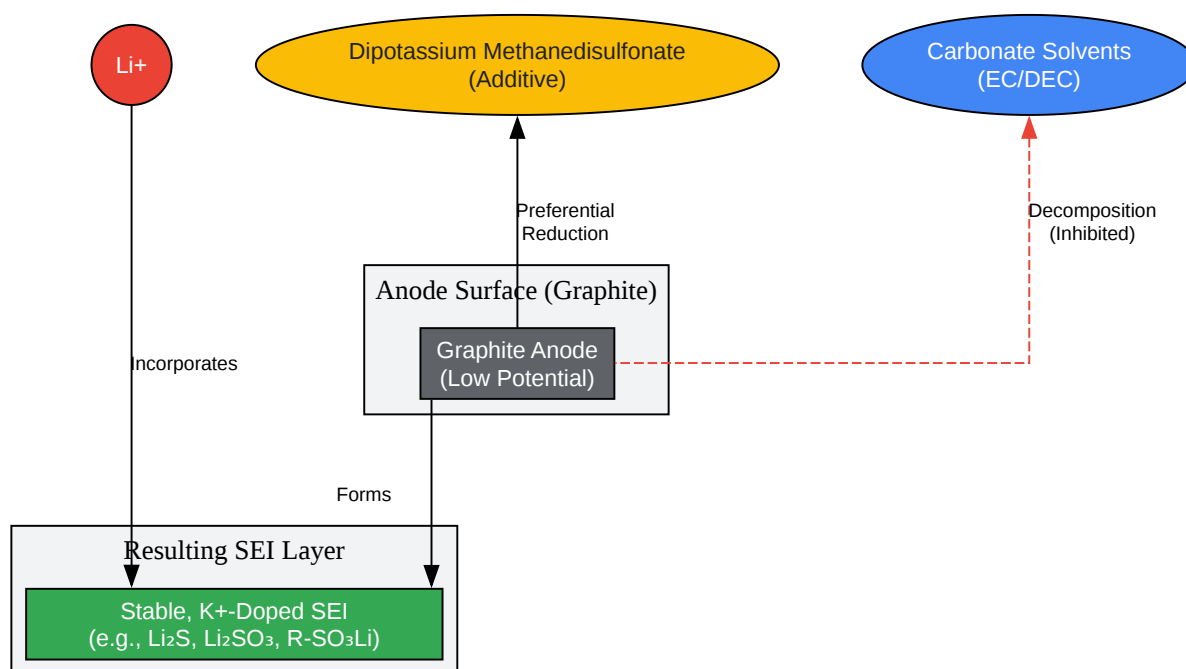 Li+
Dipotassium Methanedisulfonate
(Additive)
Carbonate Solvents
(EC/DEC)
Preferential
Reduction
Decomposition
(Inhibited)
Anode Surface (Graphite)
Graphite Anode
(Low Potential)
Incorporates
Forms
Resulting SEI Layer
Stable, K+-Doped SEI
(e.g., Li₂S, Li₂SO₃, R-SO₃Li)